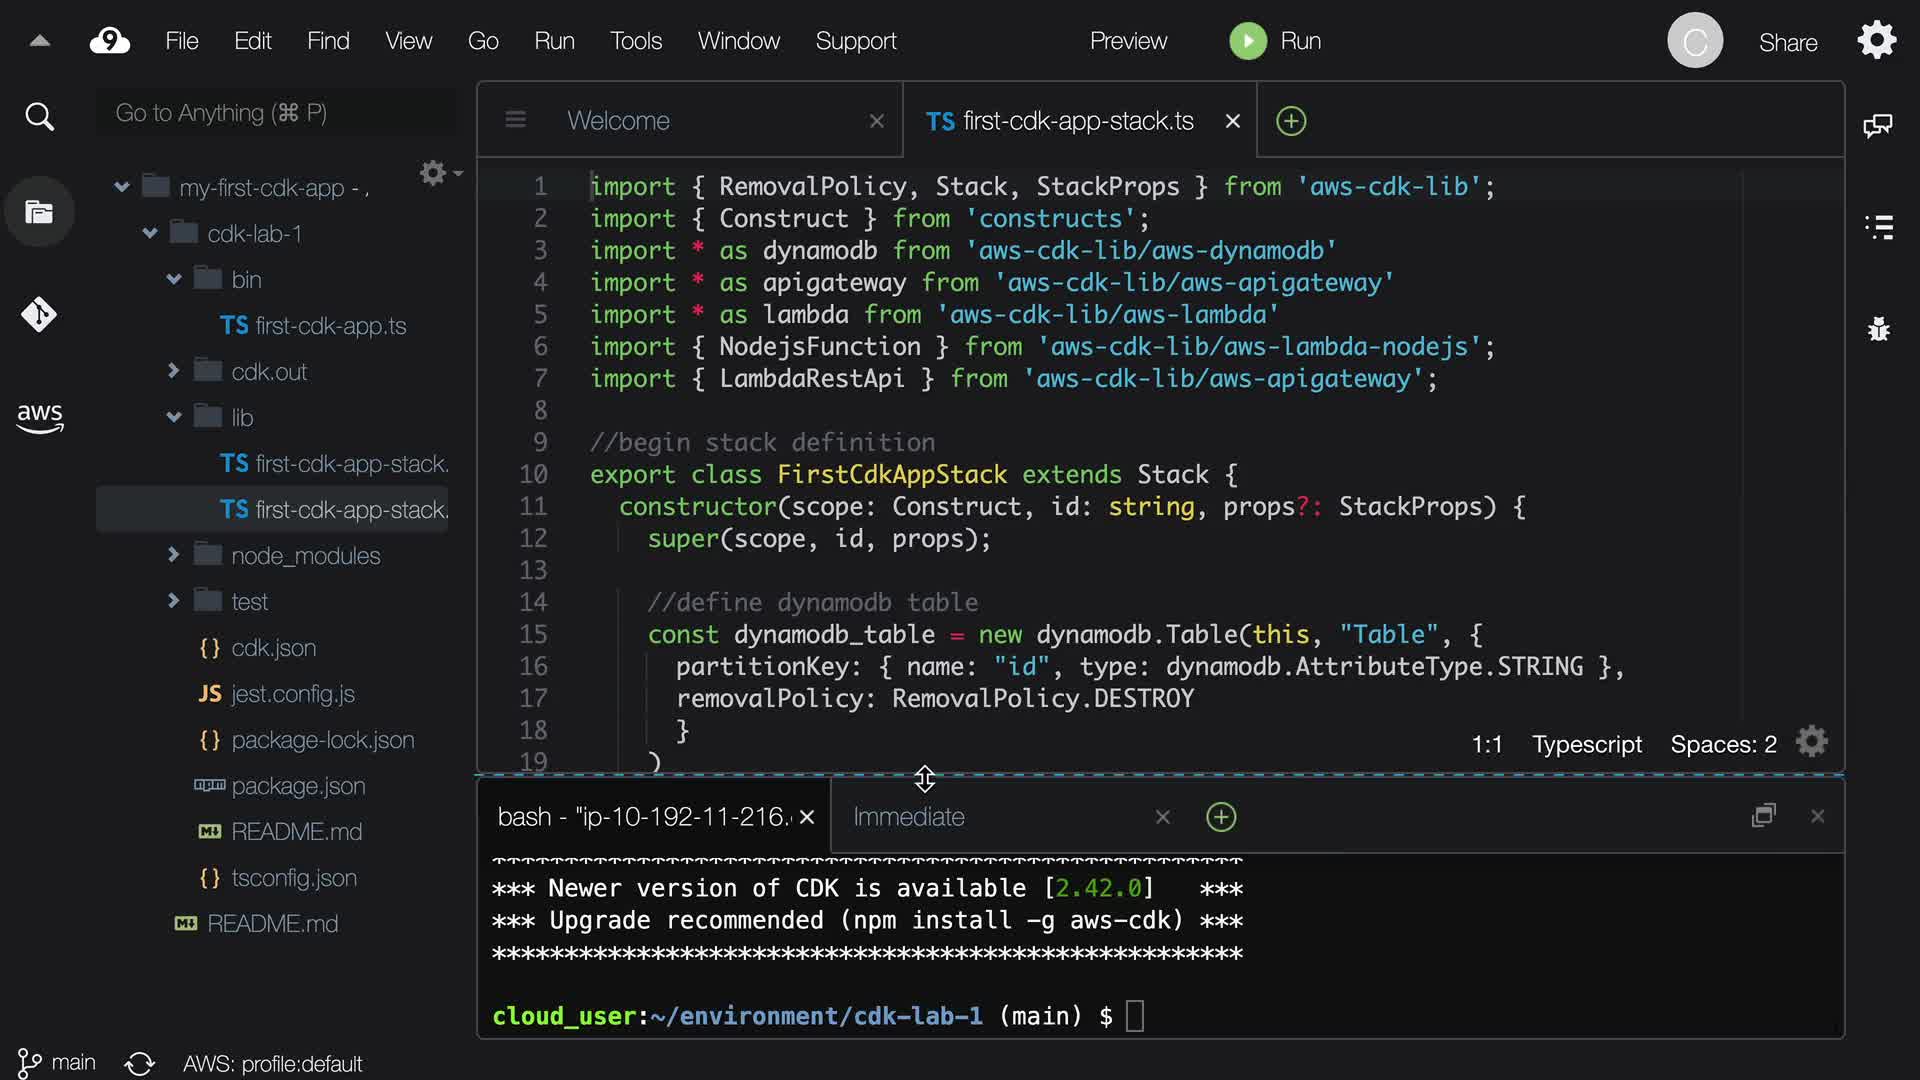 9 File Edit Find View Go Run Tools Window Support Preview Run C Share
Go to Anything (⌘ P)
my-first-cdk-app - ,
cdk-lab-1
bin
TS first-cdk-app.ts
cdk.out
lib
TS first-cdk-app-stack.
TS first-cdk-app-stack.
node_modules
test
{} cdk.json
JS jest.config.js
{} package-lock.json
npm package.json
M README.md
{} tsconfig.json
M README.md
aws
Welcome
TS first-cdk-app-stack.ts
1 import { RemovalPolicy, Stack, StackProps } from 'aws-cdk-lib';
2 import { Construct } from 'constructs';
3 import * as dynamodb from 'aws-cdk-lib/aws-dynamodb'
4 import * as apigateway from 'aws-cdk-lib/aws-apigateway'
5 import * as lambda from 'aws-cdk-lib/aws-lambda'
6 import { NodejsFunction } from 'aws-cdk-lib/aws-lambda-nodejs';
7 import { LambdaRestApi } from 'aws-cdk-lib/aws-apigateway';
8
9 //begin stack definition
10 export class FirstCdkAppStack extends Stack {
11 constructor(scope: Construct, id: string, props?: StackProps) {
12 super(scope, id, props);
13
14 //define dynamodb table
15 const dynamodb_table = new dynamodb.Table(this, "Table", {
16 partitionKey: { name: "id", type: dynamodb.AttributeType.STRING },
17 removalPolicy: RemovalPolicy.DESTROY
18 }
19 )
1:1 Typescript Spaces: 2
bash - "ip-10-192-11-216.
Immediate
****************************************************
*** Newer version of CDK is available [2.42.0] ***
*** Upgrade recommended (npm install -g aws-cdk) ***
****************************************************
cloud_user:~/environment/cdk-lab-1 (main) $
main AWS: profile:default